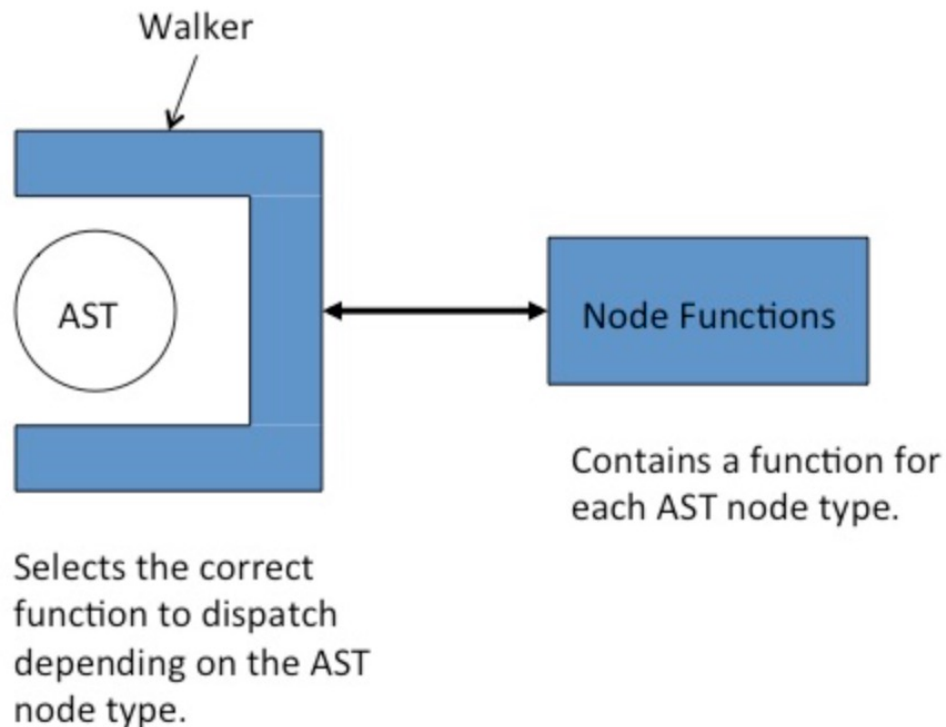 Walker
AST
Node Functions
Contains a function for
each AST node type.
Selects the correct
function to dispatch
depending on the AST
node type.